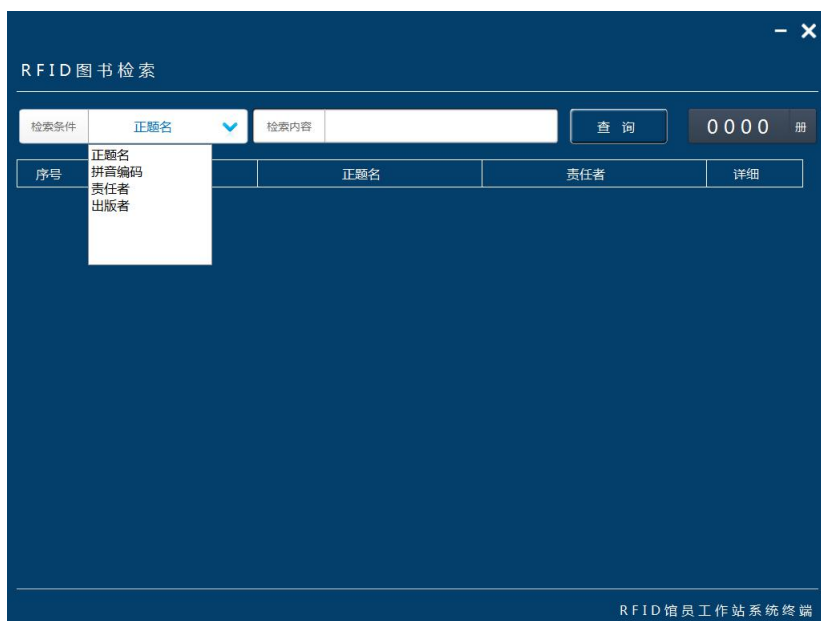 RFID图书检索
检索条件 正题名 检索内容 查 询 0000 册
正题名
拼音编码
责任者
出版者
序号 正题名 责任者 详细
RFID馆员工作站系统终端